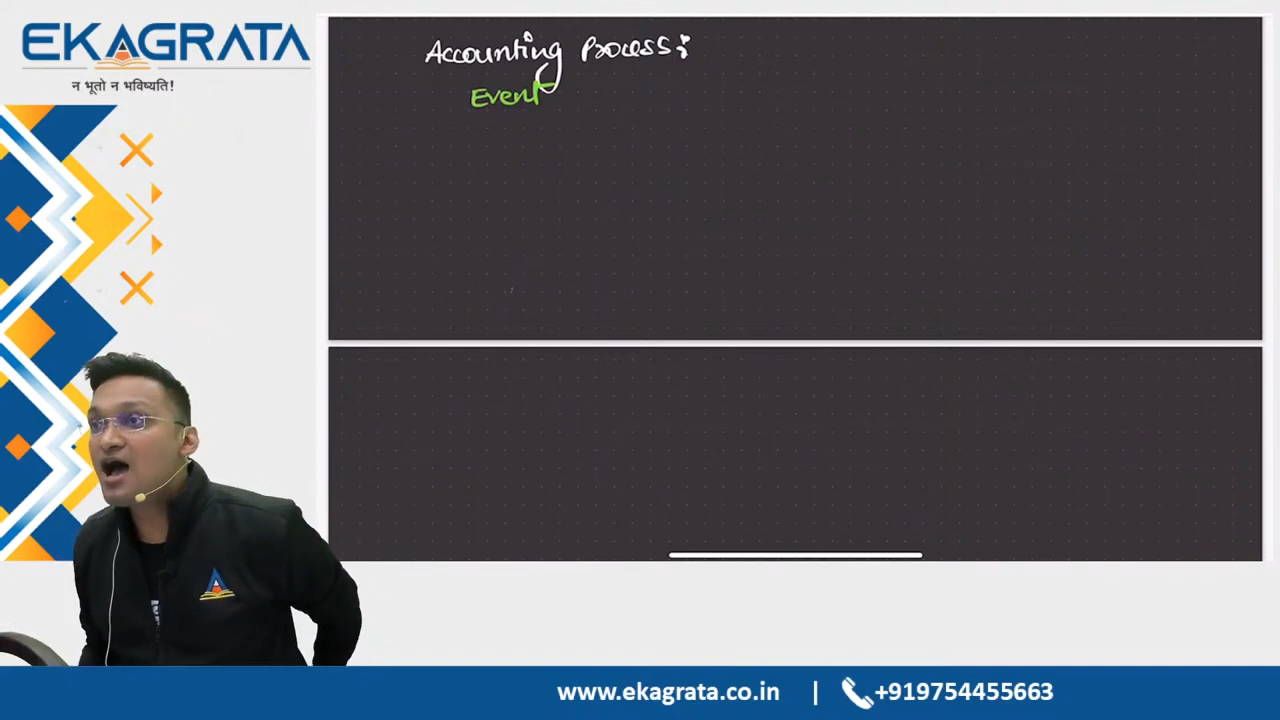 EKAGRATA
न भूतो न भविष्यति!
Accounting Process:
Event
www.ekagrata.co.in | +919754455663